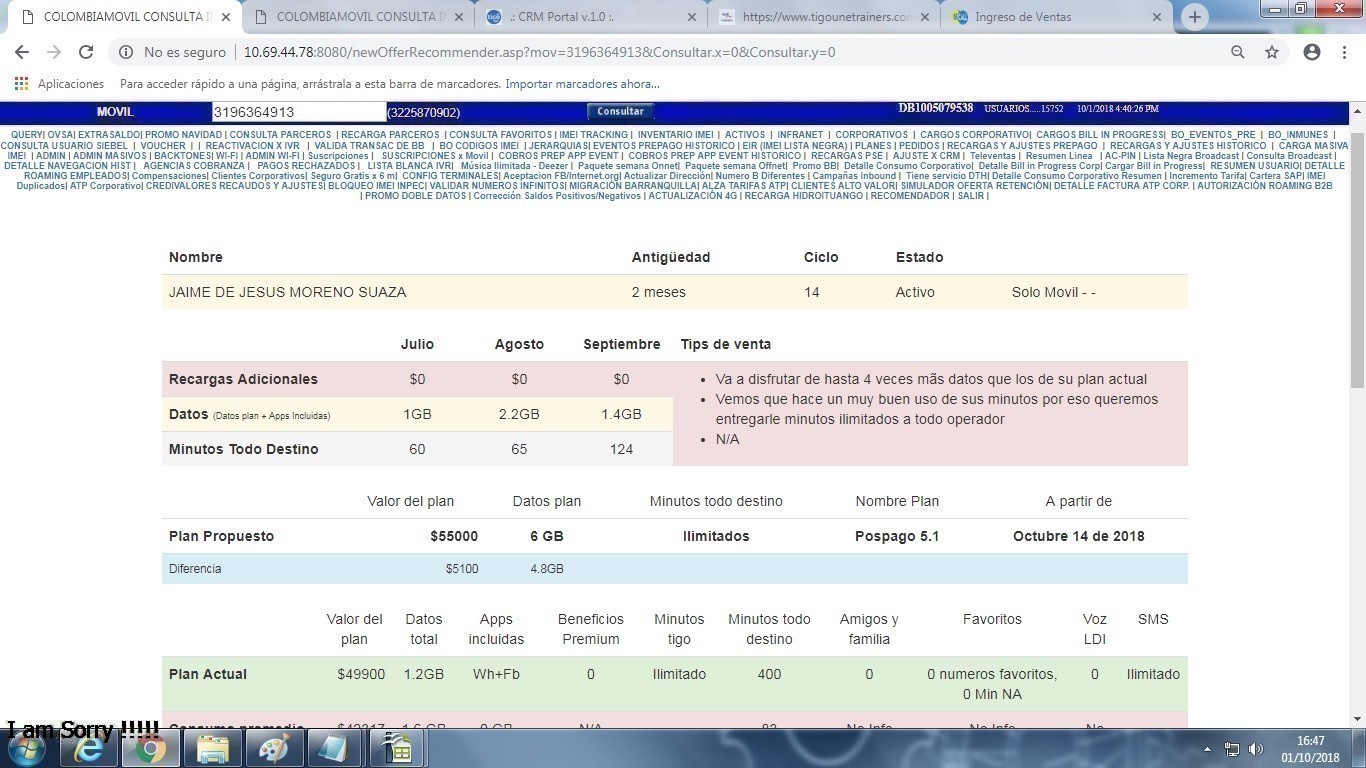 COLOMBIAMOVIL CONSULTA I
COLOMBIAMOVIL CONSULTA I
.: CRM Portal v.1.0 :.
https://www.tigounetrainers.com
Ingreso de Ventas
No es seguro | 10.69.44.78:8080/newOfferRecommender.asp?mov=3196364913&Consultar.x=0&Consultar.y=0
Aplicaciones Para acceder rápido a una página, arrástrala a esta barra de marcadores. Importar marcadores ahora...
MOVIL 3196364913 (3225870902) Consultar DB1005079538 USUARIOS.....15752 10/1/2018 4:40:26 PM
QUERY| OVSA| EXTRASALDO| PROMO NAVIDAD | CONSULTA PARCEROS | RECARGA PARCEROS | CONSULTA FAVORITOS | IMEI TRACKING | INVENTARIO IMEI | ACTIVOS | INFRANET | CORPORATIVOS | CARGOS CORPORATIVO| CARGOS BILL IN PROGRESS| BO_EVENTOS_PRE | BO_INMUNES |
CONSULTA USUARIO SIEBEL | VOUCHER | | REACTIVACION X IVR | VALIDA TRANSAC DE BB | BO CODIGOS IMEI | JERARQUIAS| EVENTOS PREPAGO HISTORICO | EIR (IMEI LISTA NEGRA) | PLANES | PEDIDOS | RECARGAS Y AJUSTES PREPAGO | RECARGAS Y AJUSTES HISTORICO | CARGA MASIVA
IMEI | ADMIN | ADMIN MASIVOS | BACKTONES| WI-FI | ADMIN WI-FI | Suscripciones | SUSCRIPCIONES x Movil | COBROS PREP APP EVENT | COBROS PREP APP EVENT HISTORICO | RECARGAS PSE | AJUSTE X CRM | Televentas | Resumen Linea | AC-PIN | Lista Negra Broadcast | Consulta Broadcast |
DETALLE NAVEGACION HIST | AGENCIAS COBRANZA | PAGOS RECHAZADOS | LISTA BLANCA IVR| Música Ilimitada - Deezer | Paquete semana Onnet| Paquete semana Offnet| Promo BB| Detalle Consumo Corporativo| Detalle Bill in Progress Corp| Cargar Bill in Progress| RESUMEN USUARIO| DETALLE
ROAMING EMPLEADOS| Compensaciones| Clientes Corporativos| Seguro Gratis x 6 m| CONFIG TERMINALES| Aceptacion FB/Internet.org| Actualizar Dirección| Numero B Diferentes | Campañas Inbound | Tiene servicio DTH| Detalle Consumo Corporativo Resumen | Incremento Tarifa| Cartera SAP| IMEI
Duplicados| ATP Corporativo| CREDIVALORES RECAUDOS Y AJUSTES| BLOQUEO IMEI INPEC| VALIDAR NUMEROS INFINITOS| MIGRACIÓN BARRANQUILLA| ALZA TARIFAS ATP| CLIENTES ALTO VALOR| SIMULADOR OFERTA RETENCIÓN| DETALLE FACTURA ATP CORP. | AUTORIZACIÓN ROAMING B2B
| PROMO DOBLE DATOS | Corrección Saldos Positivos/Negativos | ACTUALIZACIÓN 4G | RECARGA HIDROITUANGO | RECOMENDADOR | SALIR |
Nombre Antigüedad Ciclo Estado
JAIME DE JESUS MORENO SUAZA 2 meses 14 Activo Solo Movil - -
Julio Agosto Septiembre Tips de venta
Recargas Adicionales $0 $0 $0
Datos (Datos plan + Apps Incluidas) 1GB 2.2GB 1.4GB
Minutos Todo Destino 60 65 124
• Va a disfrutar de hasta 4 veces mãs datos que los de su plan actual
• Vemos que hace un muy buen uso de sus minutos por eso queremos
entregarle minutos ilimitados a todo operador
• N/A
Valor del plan Datos plan Minutos todo destino Nombre Plan A partir de
Plan Propuesto $55000 6 GB Ilimitados Pospago 5.1 Octubre 14 de 2018
Diferencia $5100 4.8GB
Valor del Datos Apps Beneficios Minutos Minutos todo Amigos y Favoritos Voz SMS
plan total incluidas Premium tigo destino familia LDI
Plan Actual $49900 1.2GB Wh+Fb 0 Ilimitado 400 0 0 numeros favoritos, 0 Ilimitado
0 Min NA
Consumo promedio $42317 1.6 GB 0 GB N/A 83 No Info No Info No
I am Sorry !!!!!
16:47
01/10/2018